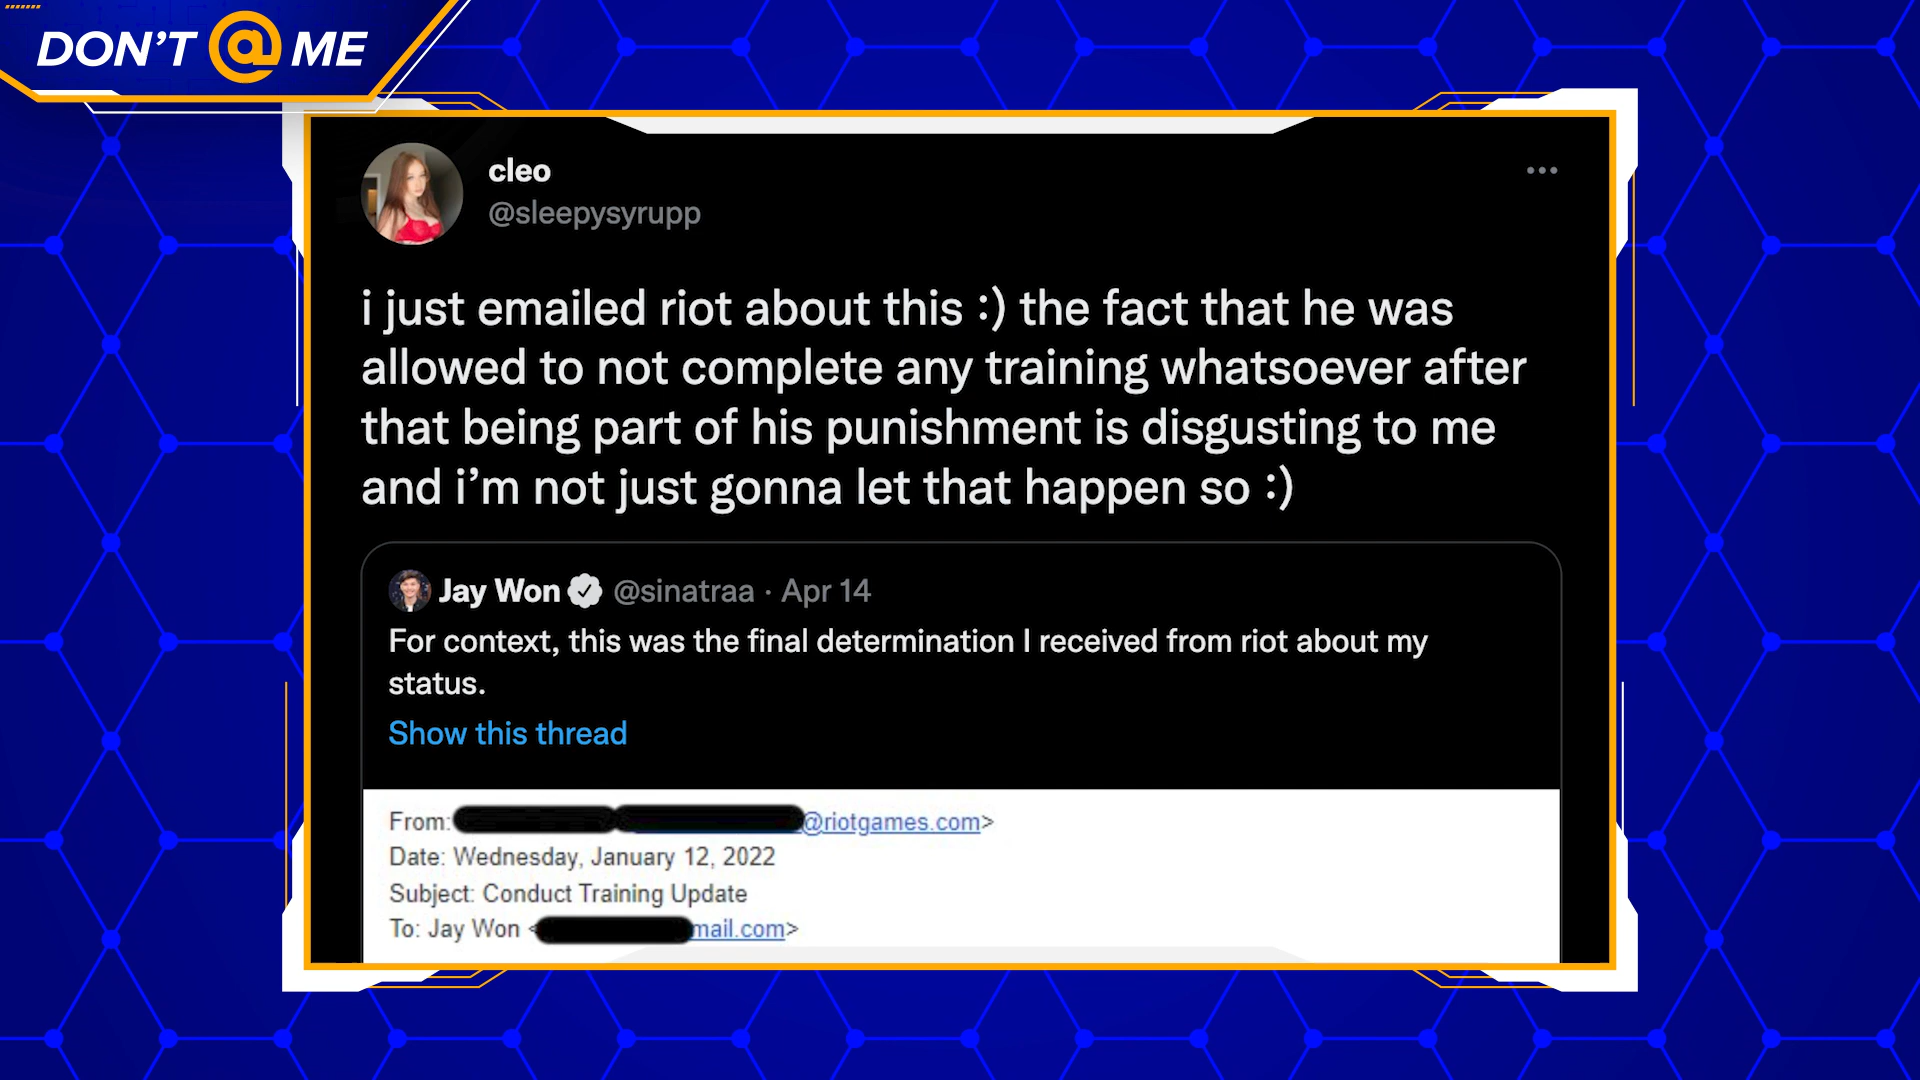 DON'T @ ME
cleo
@sleepysyrupp
i just emailed riot about this :) the fact that he was
allowed to not complete any training whatsoever after
that being part of his punishment is disgusting to me
and i’m not just gonna let that happen so :)
Jay Won @sinatraa · Apr 14
For context, this was the final determination I received from riot about my
status.
Show this thread
From: @riotgames.com>
Date: Wednesday, January 12, 2022
Subject: Conduct Training Update
To: Jay Won < mail.com>